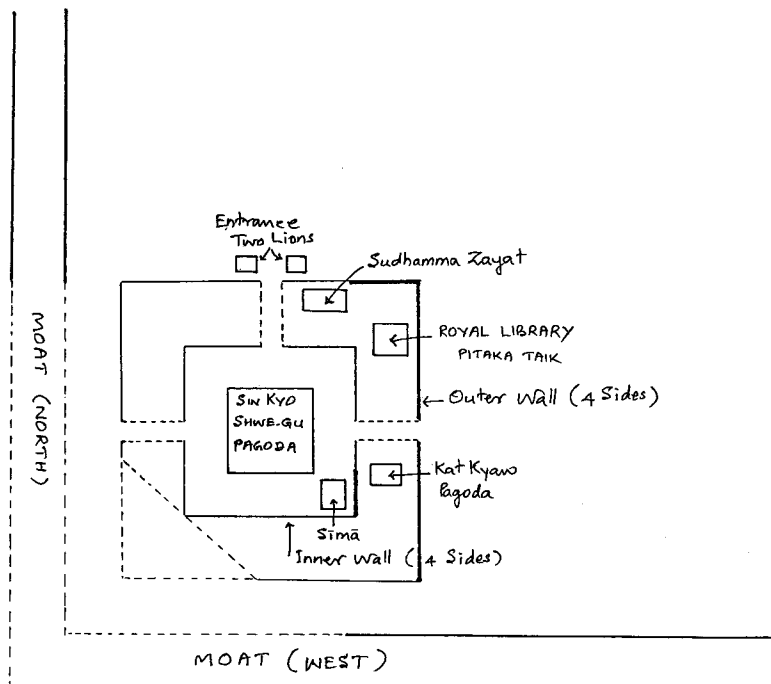 Entrance
Two Lions
Sudhamma Zayat
ROYAL LIBRARY
PITAKA TAIK
Outer Wall (4 Sides)
MOAT (NORTH)
SIN KYO
SHWE-GU
PAGODA
Kat Kyaw
Pagoda
Sīmā
Inner Wall (4 Sides)
MOAT (WEST)